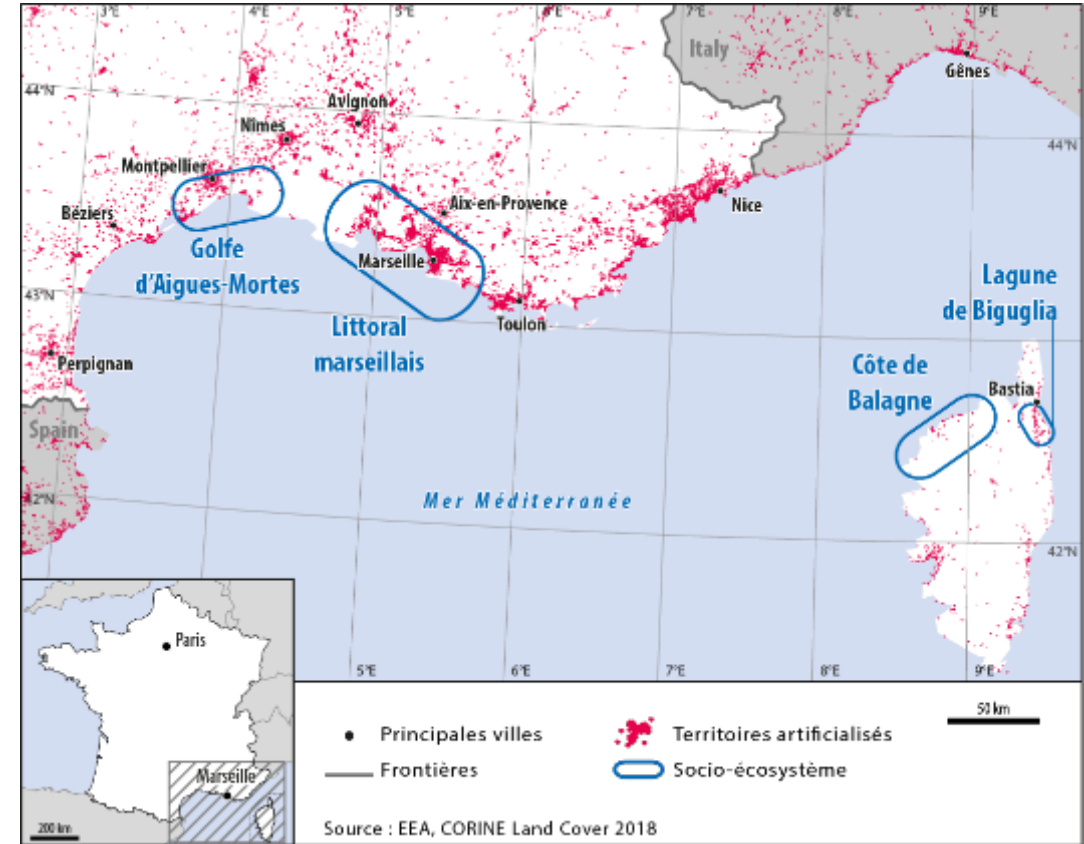 3°E
4°E
5°E
7°E
8°E
9°E
Italy
Gênes
44°N
Avignon
Nîmes
44°N
Montpellier
Aix-en-Provence
Nice
Béziers
Golfe
d'Aigues-Mortes
Marseille
Lagune
de Biguglia
43°N
Littoral
marseillais
Toulon
Perpignan
Côte de
Balagne
Bastia
Spain
Mer Méditerranée
42°N
Paris
5°E
6°E
7°E
8°E
9°E
50 km
Principales villes
Territoires artificialisés
Frontières
Socio-écosystème
Marseille
200 km
Source : EEA, CORINE Land Cover 2018